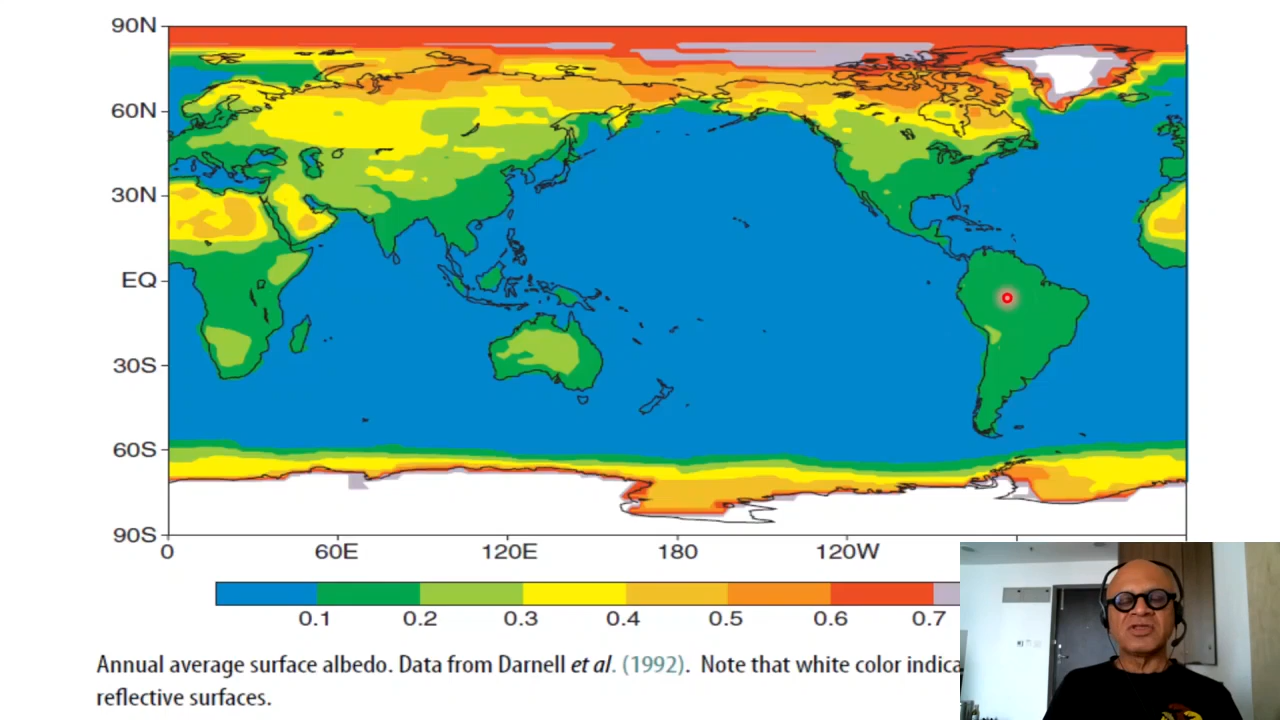 90N
60N
30N
EQ
30S
60S
90S
0 60E 120E 180 120W
0.1 0.2 0.3 0.4 0.5 0.6 0.7
Annual average surface albedo. Data from Darnell et al. (1992). Note that white color
reflective surfaces.